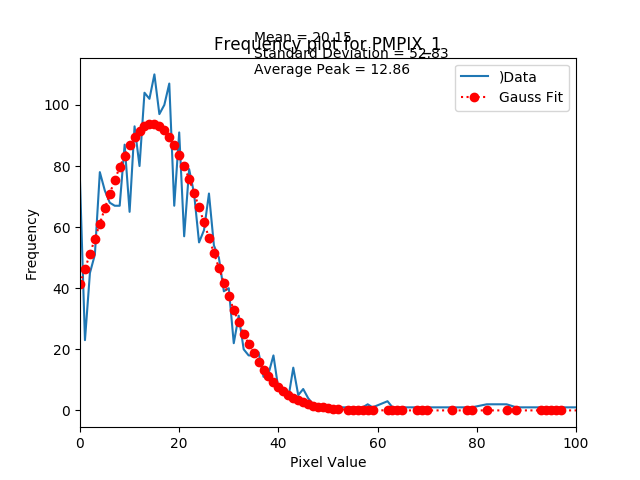 Mean = 20.15
Frequency plot for PMPIX_1
Standard Deviation = 52.83
Average Peak = 12.86
)Data
Gauss Fit
Frequency
100
80
60
40
20
0
0 20 40 60 80 100
Pixel Value